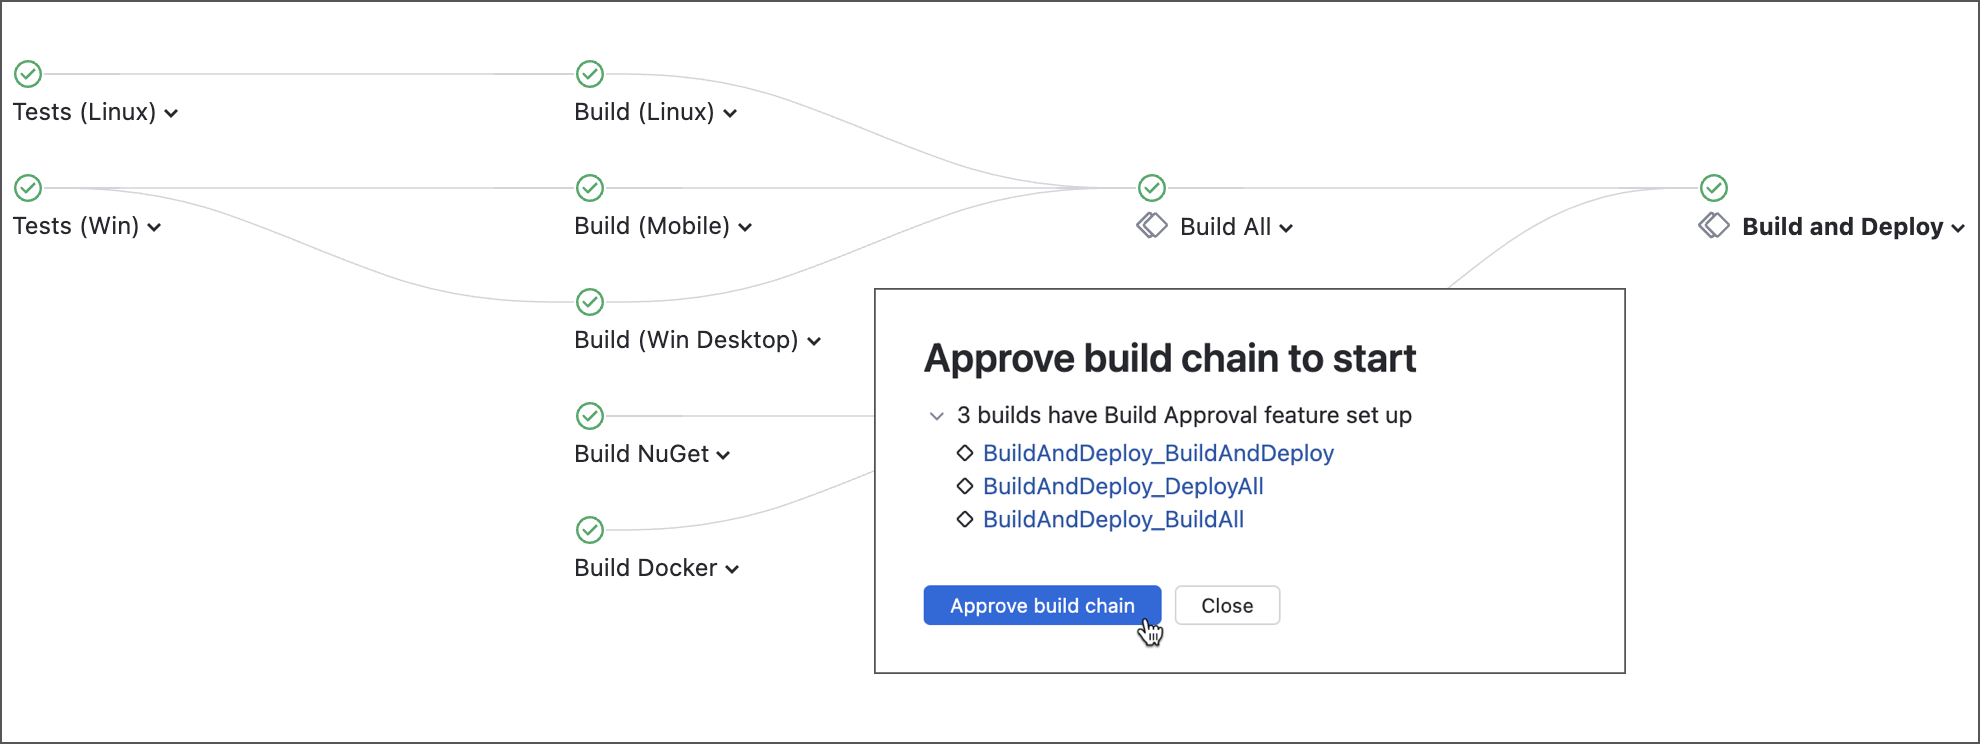 Tests (Linux)
Build (Linux)
Tests (Win)
Build (Mobile)
Build All
Build and Deploy
Build (Win Desktop)
Build NuGet
Build Docker
Approve build chain to start
3 builds have Build Approval feature set up
BuildAndDeploy_BuildAndDeploy
BuildAndDeploy_DeployAll
BuildAndDeploy_BuildAll
Approve build chain
Close